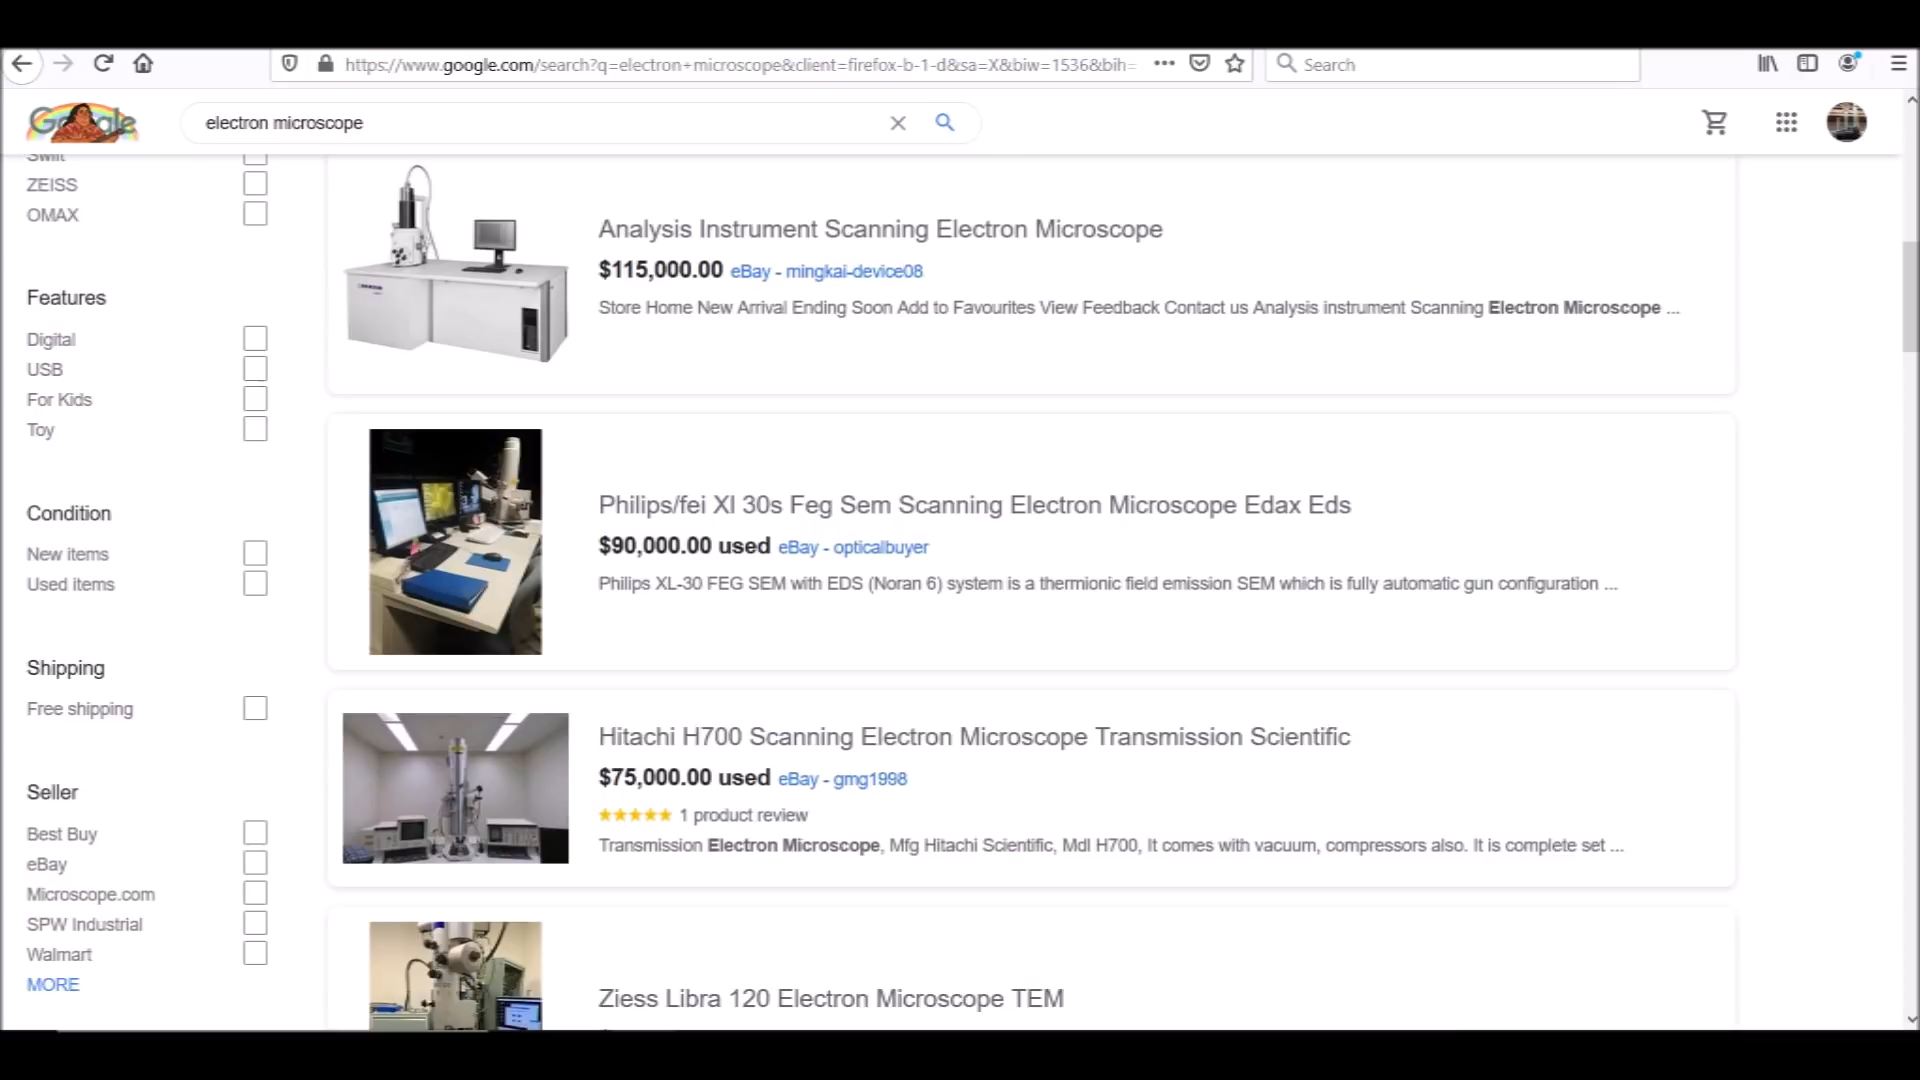 https://www.google.com/search?q=electron+microscope&client=firefox-b-1-d&sa=X&biw=1536&bih=
Search
Google
electron microscope
Swift
ZEISS
OMAX
Features
Digital
USB
For Kids
Toy
Condition
New items
Used items
Shipping
Free shipping
Seller
Best Buy
eBay
Microscope.com
SPW Industrial
Walmart
MORE
Analysis Instrument Scanning Electron Microscope
$115,000.00 eBay - mingkai-device08
Store Home New Arrival Ending Soon Add to Favourites View Feedback Contact us Analysis instrument Scanning Electron Microscope ...
Philips/fei Xl 30s Feg Sem Scanning Electron Microscope Edax Eds
$90,000.00 used eBay - opticalbuyer
Philips XL-30 FEG SEM with EDS (Noran 6) system is a thermionic field emission SEM which is fully automatic gun configuration ...
Hitachi H700 Scanning Electron Microscope Transmission Scientific
$75,000.00 used eBay - gmg1998
1 product review
Transmission Electron Microscope, Mfg Hitachi Scientific, Mdl H700, It comes with vacuum, compressors also. It is complete set ...
Ziess Libra 120 Electron Microscope TEM